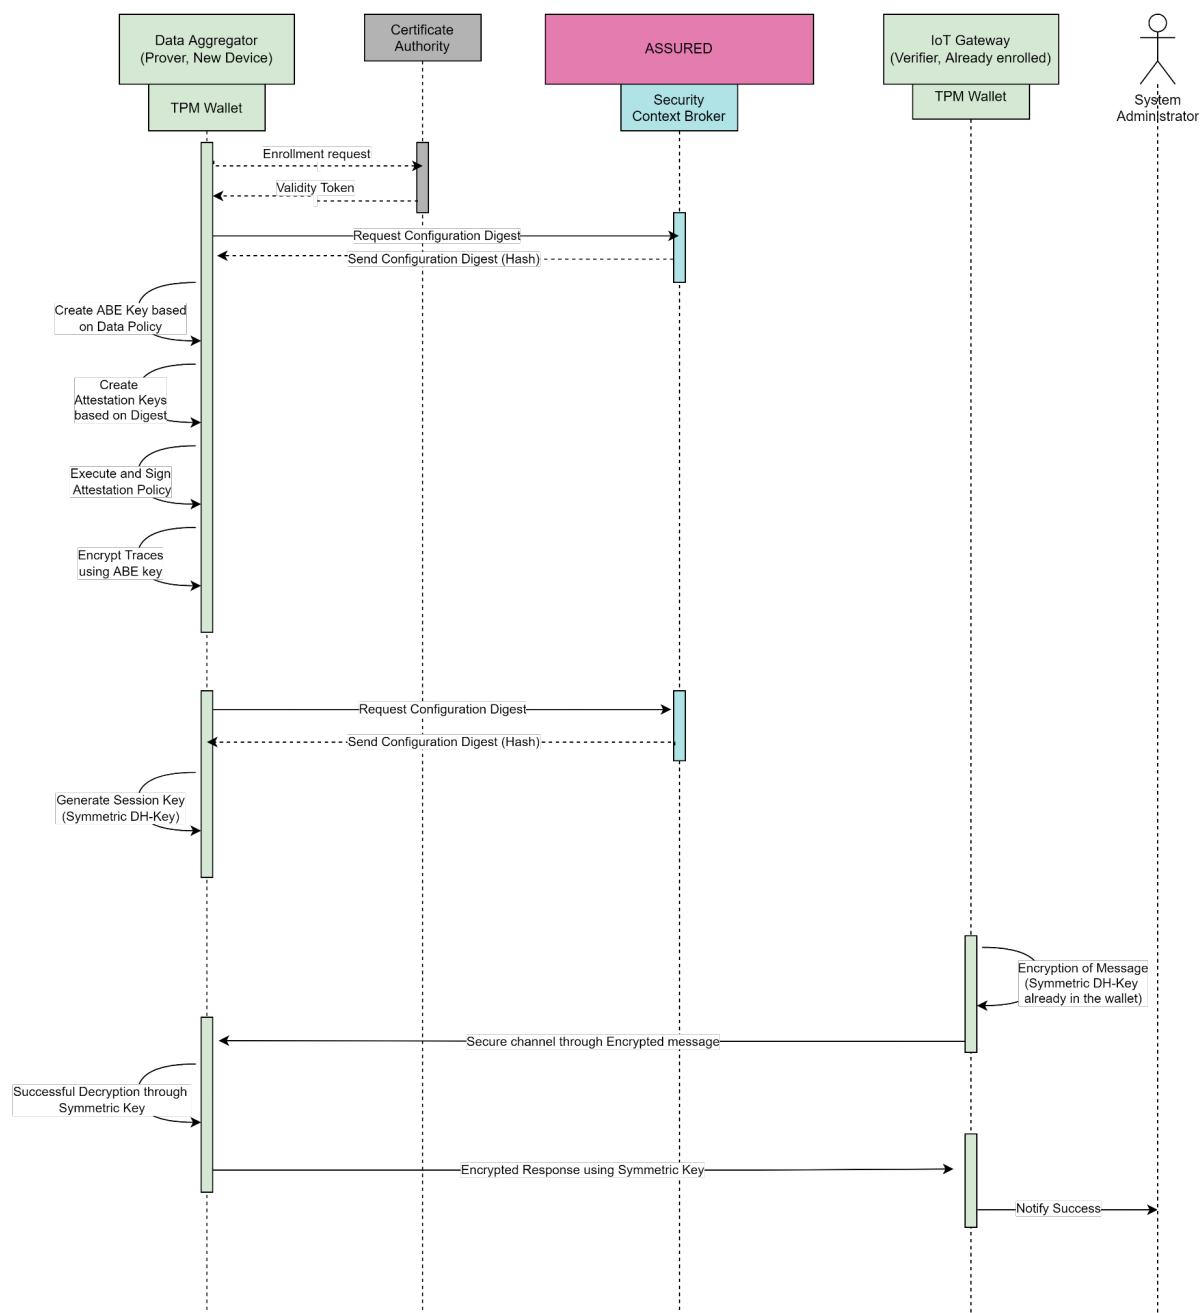 Data Aggregator
(Prover, New Device)
TPM Wallet
Certificate
Authority
ASSURED
Security
Context Broker
IoT Gateway
(Verifier, Already enrolled)
TPM Wallet
System
Administrator
Enrollment request
Validity Token
Request Configuration Digest
Send Configuration Digest (Hash)
Create ABE Key based
on Data Policy
Create
Attestation Keys
based on Digest
Execute and Sign
Attestation Policy
Encrypt Traces
using ABE key
Request Configuration Digest
Send Configuration Digest (Hash)
Generate Session Key
(Symmetric DH-Key)
Encryption of Message
(Symmetric DH-Key
already in the wallet)
Secure channel through Encrypted message
Successful Decryption through
Symmetric Key
Encrypted Response using Symmetric Key
Notify Success